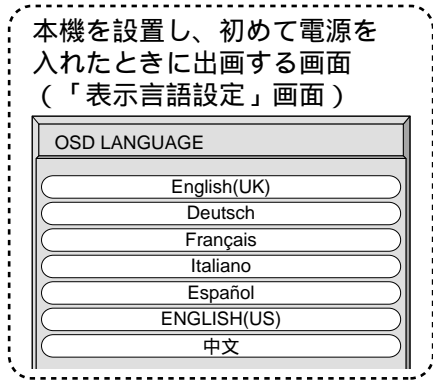 本機を設置し、初めて電源を
入れたときに出画する画面
(「表示言語設定」画面)
OSD LANGUAGE
English(UK)
Deutsch
Français
Italiano
Español
ENGLISH(US)
中文